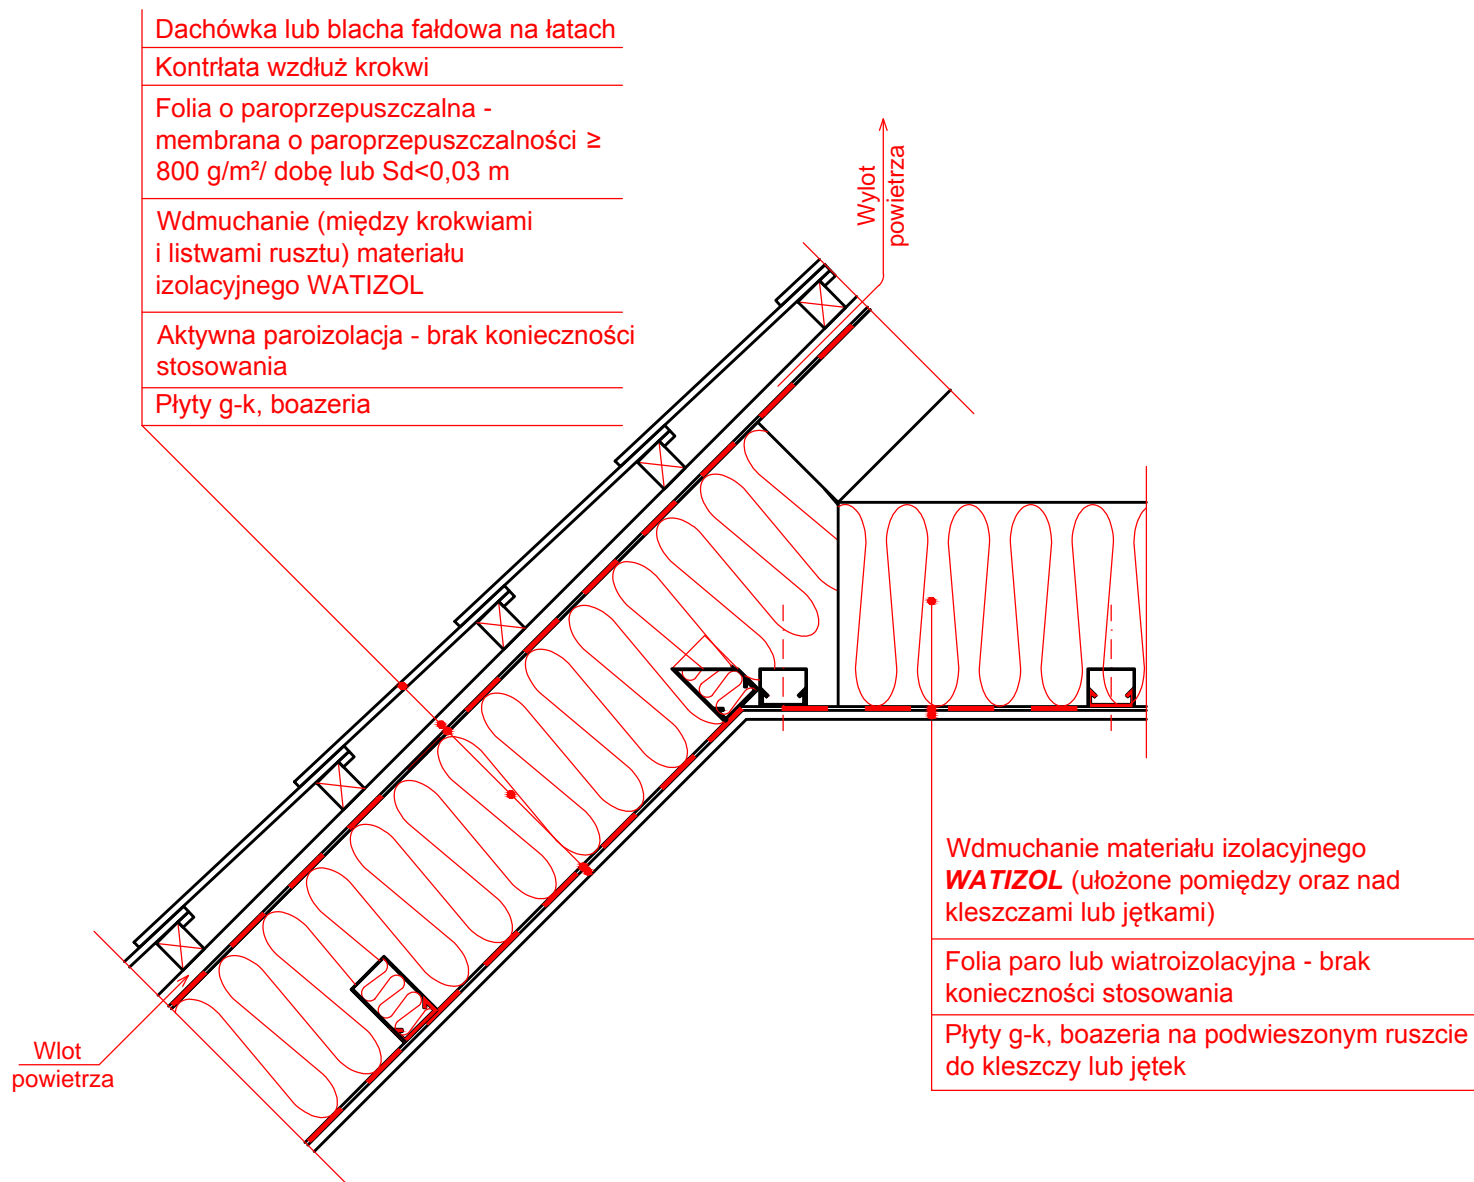 Dachówka lub blacha fałdowa na łatach
Kontrłata wzdłuż krokwi
Folia o paroprzepuszczalna -
membrana o paroprzepuszczalności ≥
800 g/m²/ dobę lub Sd<0,03 m
Wdmuchanie (między krokwiami
i listwami rusztu) materiału
izolacyjnego WATIZOL
Aktywna paroizolacja - brak konieczności
stosowania
Płyty g-k, boazeria
Wylot
powietrza
Wlot
powietrza
Wdmuchanie materiału izolacyjnego
WATIZOL (ułożone pomiędzy oraz nad
kleszczami lub jętkami)
Folia paro lub wiatroizolacyjna - brak
konieczności stosowania
Płyty g-k, boazeria na podwieszonym ruszcie
do kleszczy lub jętek